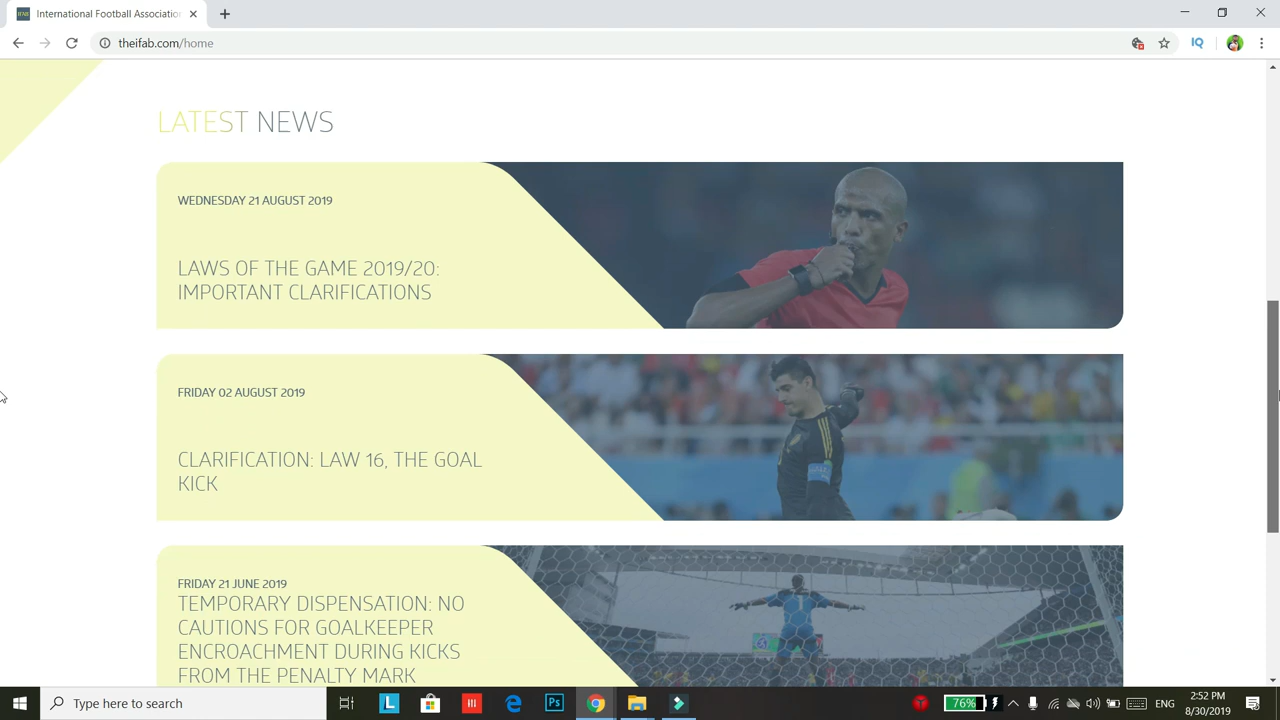 International Football Association
theifab.com/home
LATEST NEWS
WEDNESDAY 21 AUGUST 2019
LAWS OF THE GAME 2019/20:
IMPORTANT CLARIFICATIONS
FRIDAY 02 AUGUST 2019
CLARIFICATION: LAW 16, THE GOAL
KICK
FRIDAY 21 JUNE 2019
TEMPORARY DISPENSATION: NO
CAUTIONS FOR GOALKEEPER
ENCROACHMENT DURING KICKS
FROM THE PENALTY MARK
Type here to search
76%
ENG
2:52 PM
8/30/2019